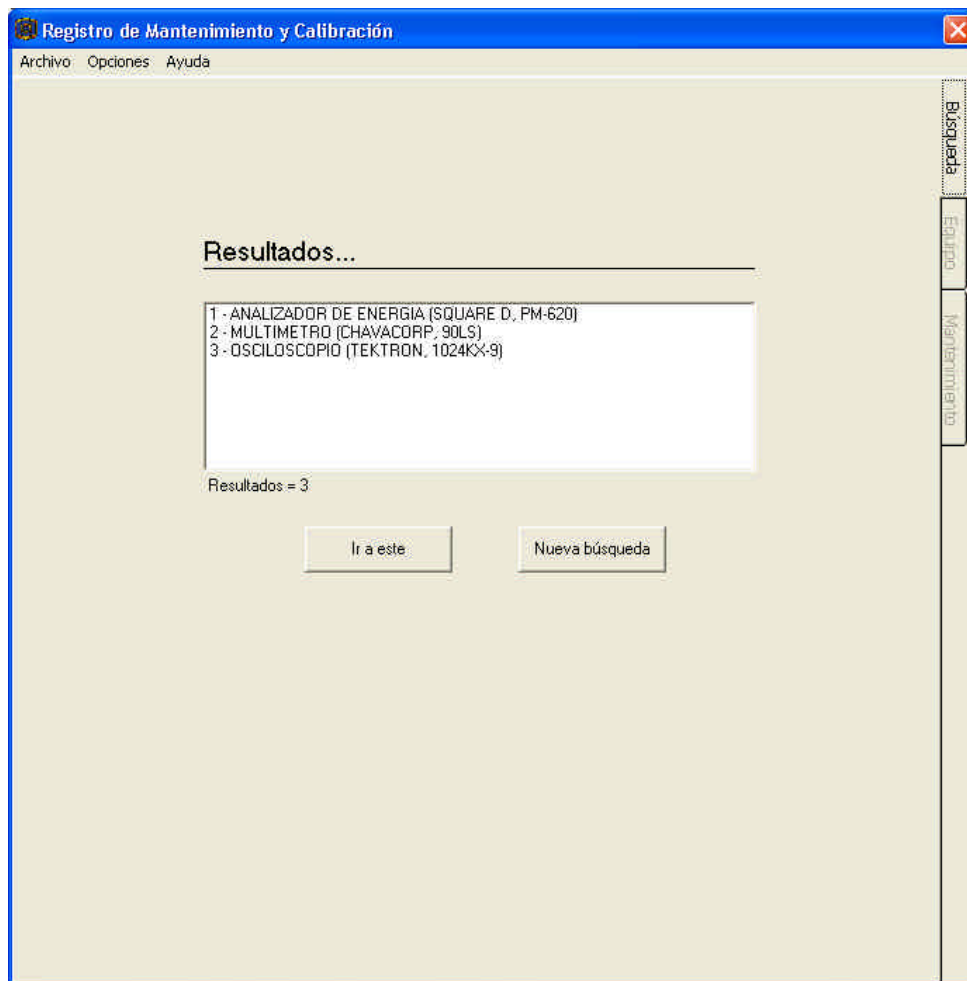 Registro de Mantenimiento y Calibración
Archivo Opciones Ayuda
Búsqueda
Equipo
Mantenimiento
Resultados...
1 - ANALIZADOR DE ENERGIA (SQUARE D, PM-620)
2 - MULTIMETRO (CHAVACORP, 90LS)
3 - OSCILOSCOPIO (TEKTRON, 1024KX-9)
Resultados = 3
Ir a este
Nueva búsqueda